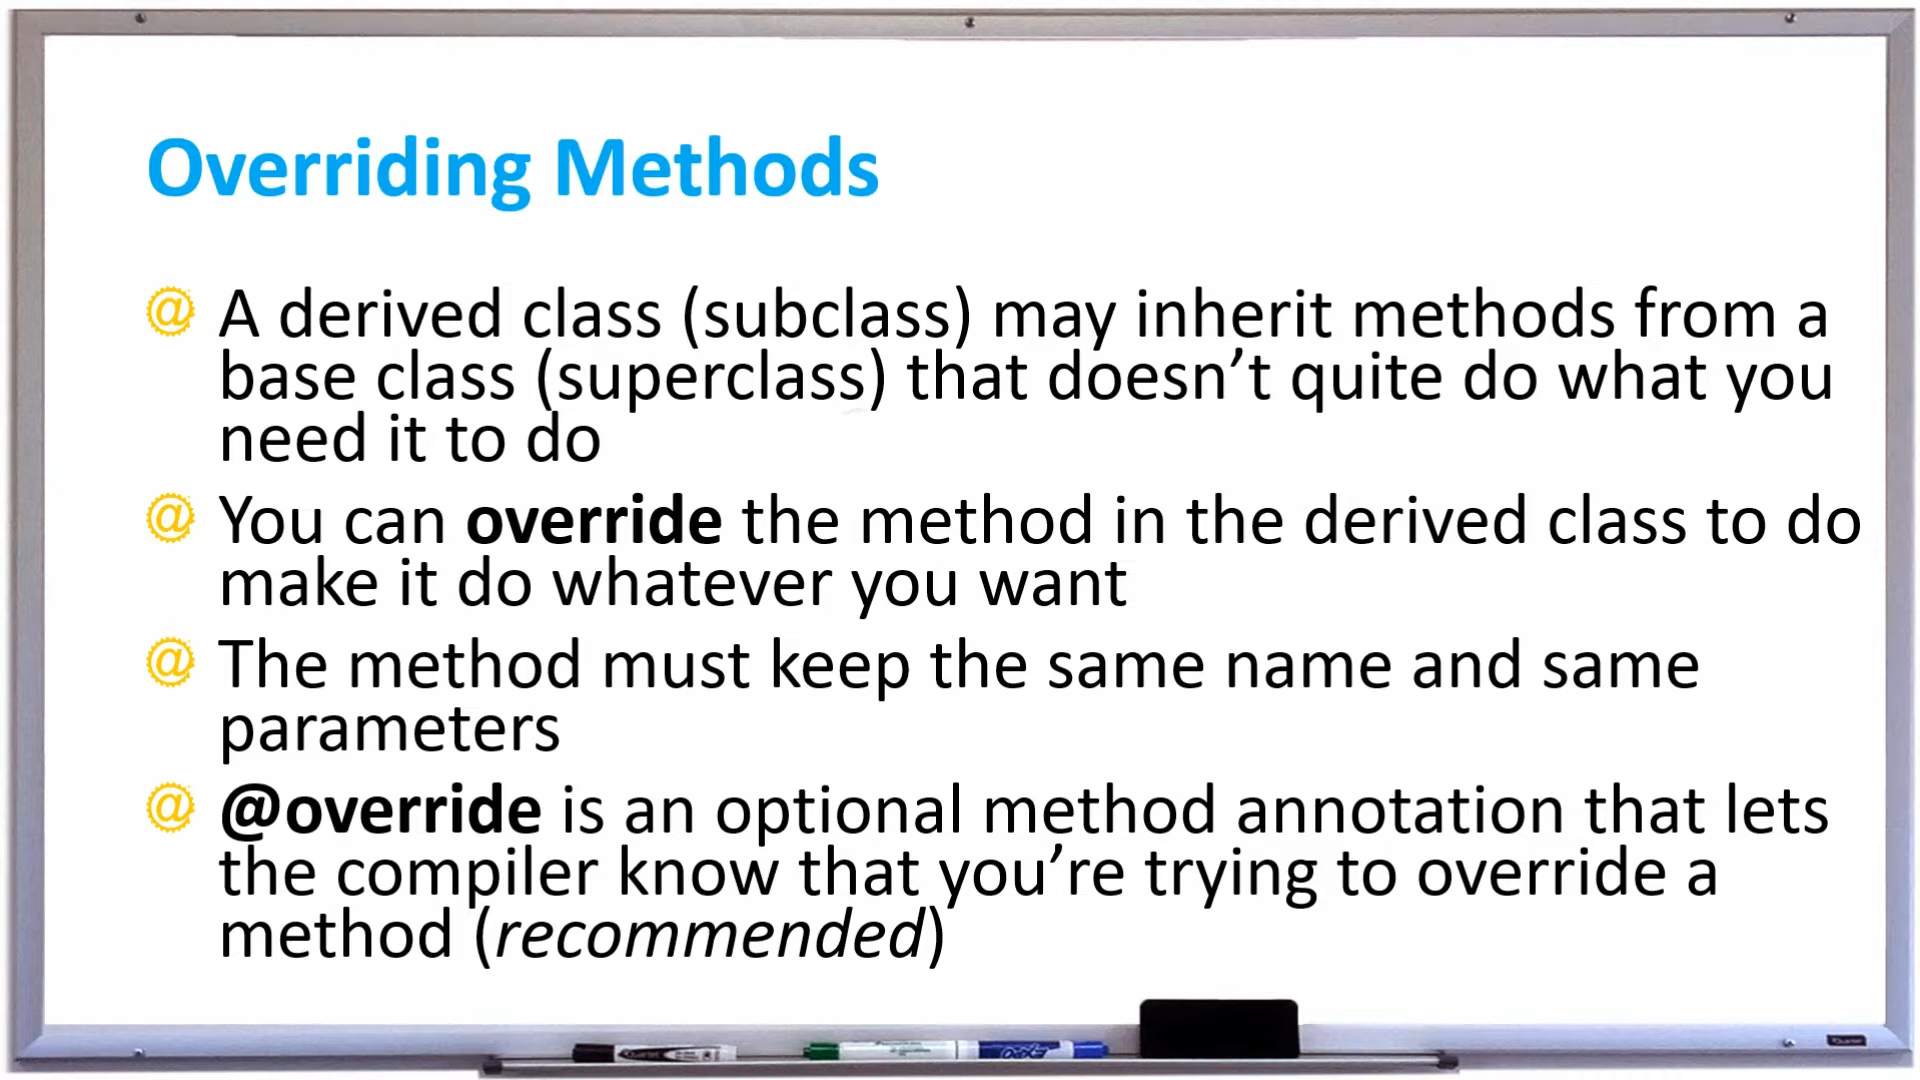 Overriding Methods
@ A derived class (subclass) may inherit methods from a
base class (superclass) that doesn’t quite do what you
need it to do
@ You can override the method in the derived class to do
make it do whatever you want
@ The method must keep the same name and same
parameters
@ @override is an optional method annotation that lets
the compiler know that you’re trying to override a
method (recommended)